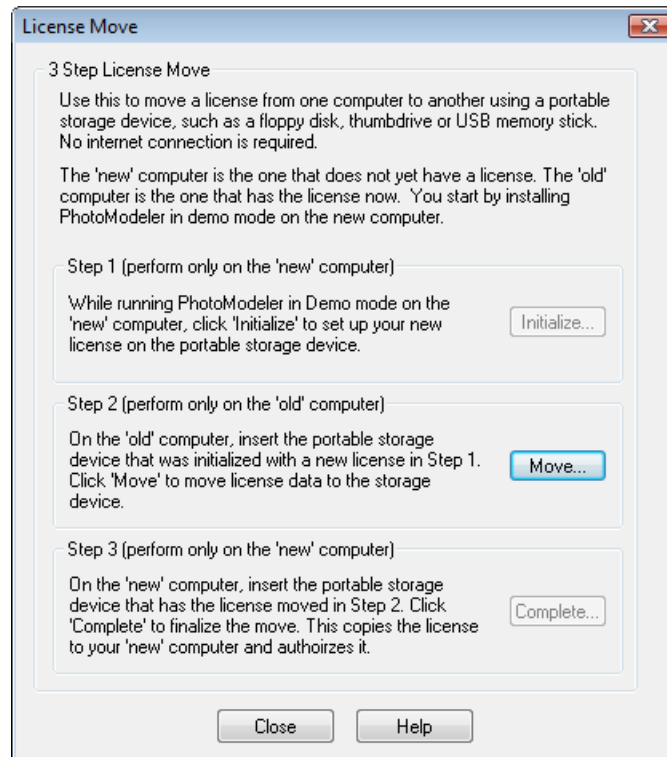 License Move
3 Step License Move
Use this to move a license from one computer to another using a portable
storage device, such as a floppy disk, thumbdrive or USB memory stick.
No internet connection is required.
The 'new' computer is the one that does not yet have a license. The 'old'
computer is the one that has the license now.  You start by installing
PhotoModeler in demo mode on the new computer.
Step 1 (perform only on the 'new' computer)
While running PhotoModeler in Demo mode on the
'new' computer, click 'Initialize' to set up your new
license on the portable storage device.
Initialize...
Step 2 (perform only on the 'old' computer)
On the 'old' computer, insert the portable storage
device that was initialized with a new license in Step 1.
Click 'Move' to move license data to the storage
device.
Move...
Step 3 (perform only on the 'new' computer)
On the 'new' computer, insert the portable storage
device that has the license moved in Step 2. Click
'Complete' to finalize the move. This copies the license
to your 'new' computer and authoirzes it.
Complete...
Close
Help